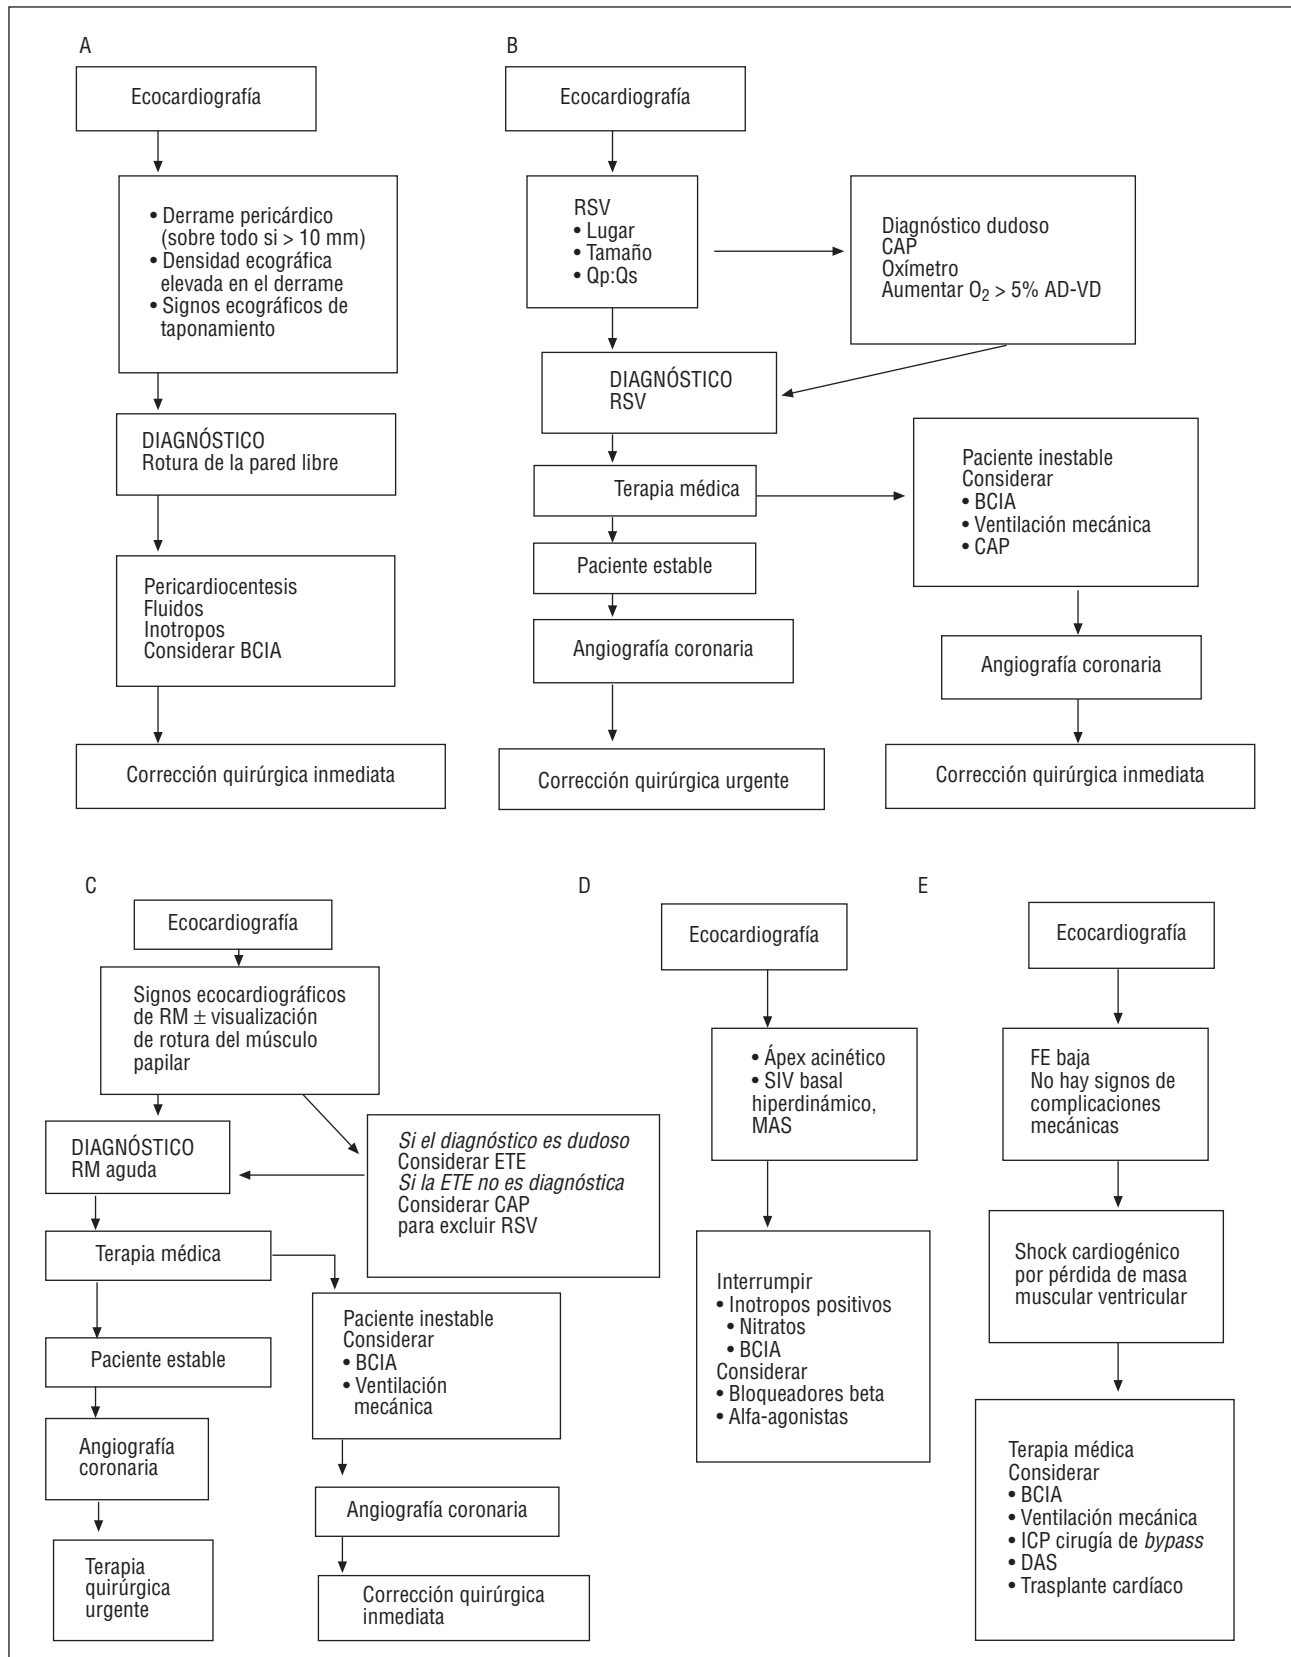 A
Ecocardiografía
• Derrame pericárdico
(sobre todo si > 10 mm)
• Densidad ecográfica
elevada en el derrame
• Signos ecográficos de
taponamiento
DIAGNÓSTICO
Rotura de la pared libre
Pericardiocentesis
Fluidos
Inotropos
Considerar BCIA
Corrección quirúrgica inmediata
B
Ecocardiografía
RSV
• Lugar
• Tamaño
• Qp:Qs
Diagnóstico dudoso
CAP
Oxímetro
Aumentar O₂ > 5% AD-VD
DIAGNÓSTICO
RSV
Terapia médica
Paciente estable
Angiografía coronaria
Corrección quirúrgica urgente
Paciente inestable
Considerar
• BCIA
• Ventilación mecánica
• CAP
Angiografía coronaria
Corrección quirúrgica inmediata
C
Ecocardiografía
Signos ecocardiográficos
de RM ± visualización
de rotura del músculo
papilar
DIAGNÓSTICO
RM aguda
Si el diagnóstico es dudoso
Considerar ETE
Si la ETE no es diagnóstica
Considerar CAP
para excluir RSV
Terapia médica
Paciente estable
Angiografía
coronaria
Terapia
quirúrgica
urgente
Paciente inestable
Considerar
• BCIA
• Ventilación
mecánica
Angiografía coronaria
Corrección quirúrgica
inmediata
D
Ecocardiografía
• Ápex acinético
• SIV basal
hiperdinámico,
MAS
Interrumpir
• Inotropos positivos
• Nitratos
• BCIA
Considerar
• Bloqueadores beta
• Alfa-agonistas
E
Ecocardiografía
FE baja
No hay signos de
complicaciones
mecánicas
Shock cardiogénico
por pérdida de masa
muscular ventricular
Terapia médica
Considerar
• BCIA
• Ventilación mecánica
• ICP cirugía de bypass
• DAS
• Trasplante cardíaco